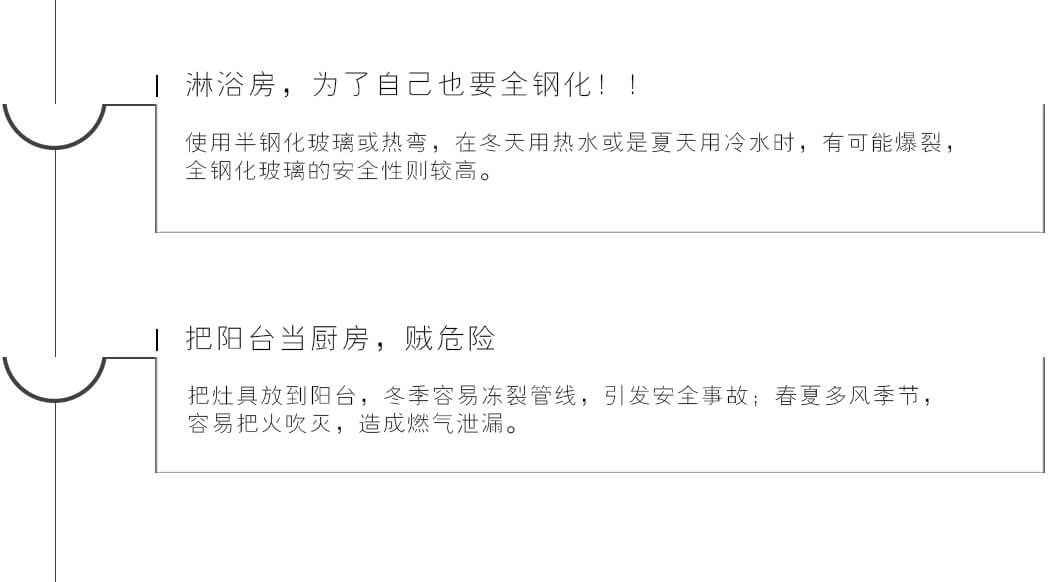 淋浴房，为了自己也要全钢化！！
使用半钢化玻璃或热弯，在冬天用热水或是夏天用冷水时，有可能爆裂，
全钢化玻璃的安全性则较高。
把阳台当厨房，贼危险
把灶具放到阳台，冬季容易冻裂管线，引发安全事故；春夏多风季节，
容易把火吹灭，造成燃气泄漏。